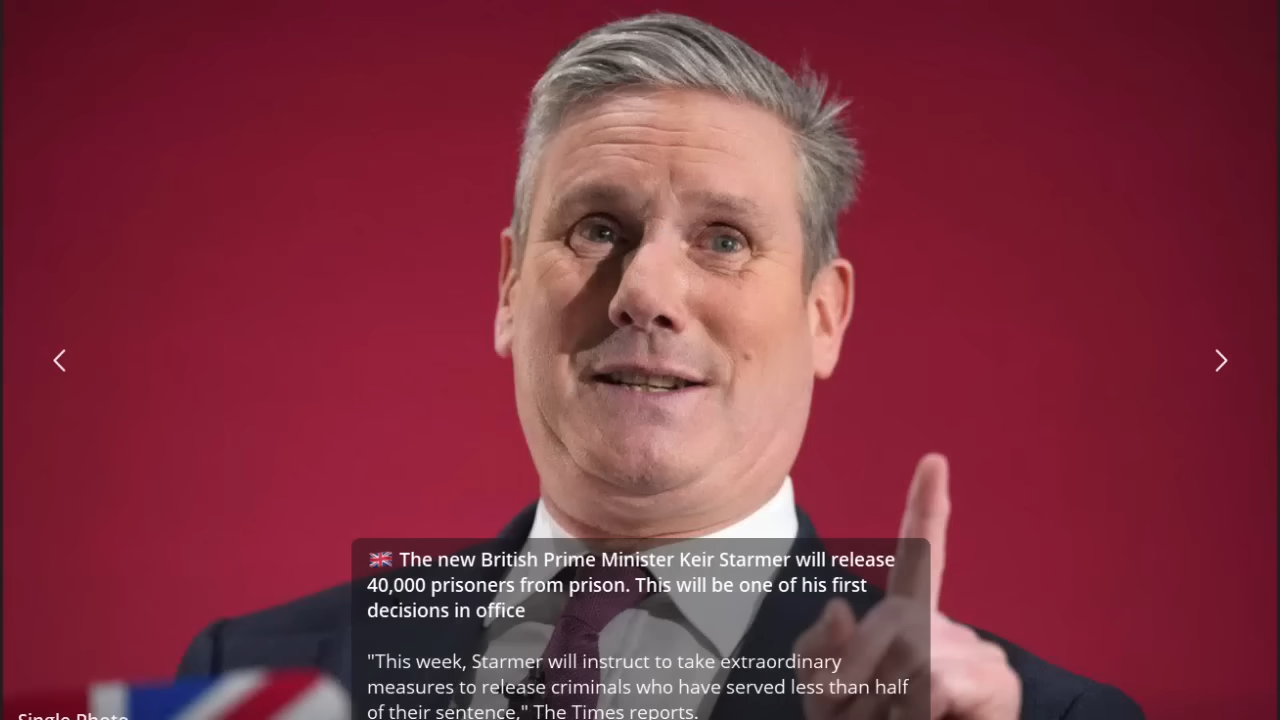 🇬🇧 The new British Prime Minister Keir Starmer will release
40,000 prisoners from prison. This will be one of his first
decisions in office
"This week, Starmer will instruct to take extraordinary
measures to release criminals who have served less than half
of their sentence," The Times reports.
Single Photo